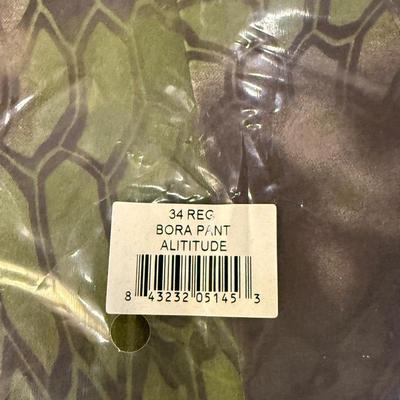 34 REG
BORA PANT
ALITITUDE
8 43232 05145 3